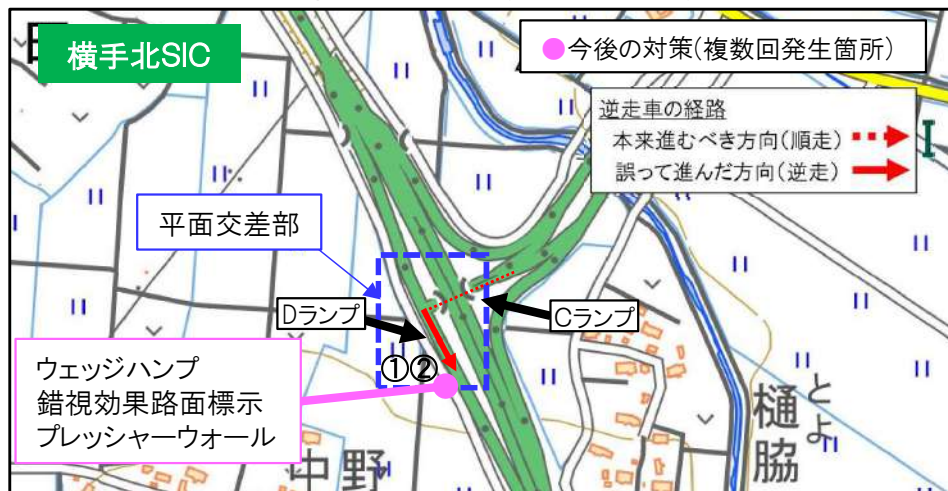 横手北SIC
●今後の対策(複数回発生箇所)
逆走車の経路
本来進むべき方向(順走)
誤って進んだ方向(逆走)
平面交差部
Dランプ
Cランプ
①②
ウェッジハンプ
錯視効果路面標示
プレッシャーウォール
中野
樋脇
とよ